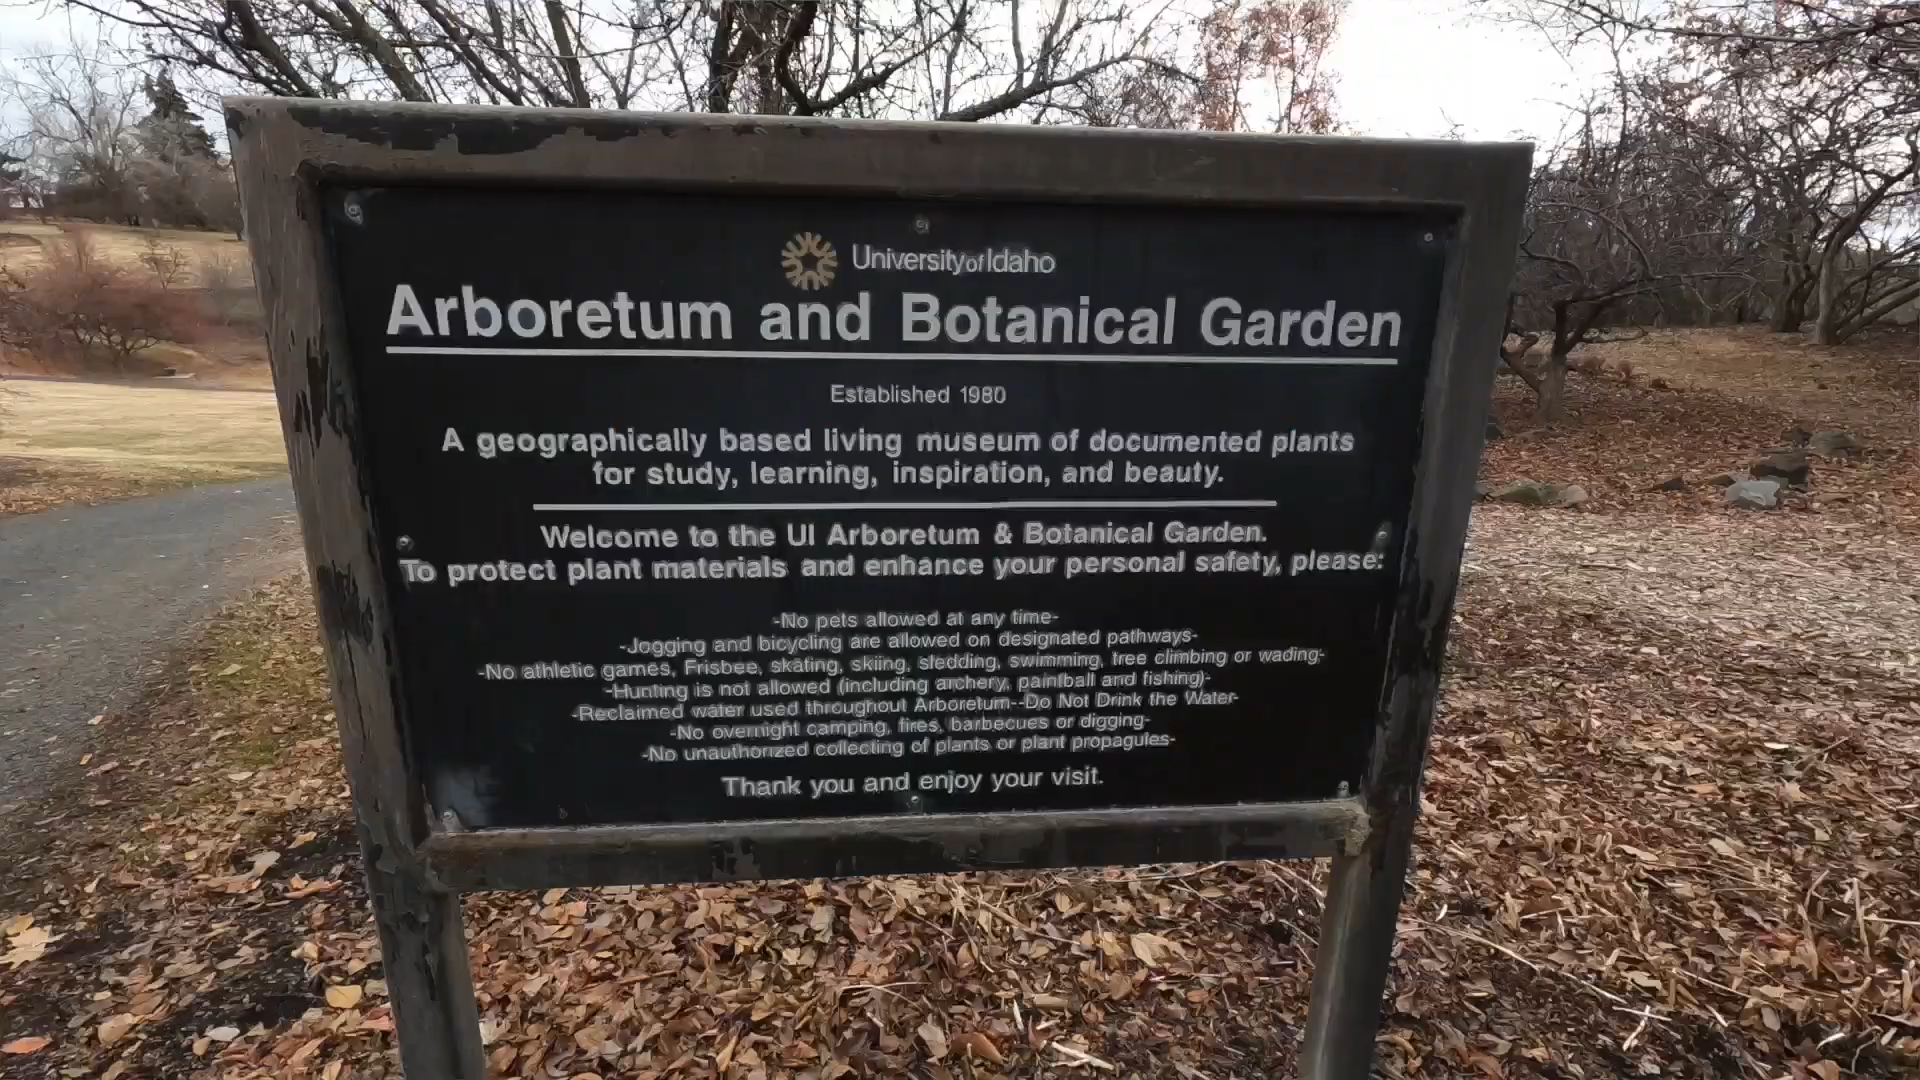 University of Idaho
Arboretum and Botanical Garden
Established 1980
A geographically based living museum of documented plants
for study, learning, inspiration, and beauty.
Welcome to the UI Arboretum & Botanical Garden.
To protect plant materials and enhance your personal safety, please:
-No pets allowed at any time-
-Jogging and bicycling are allowed on designated pathways-
-No athletic games, Frisbee, skating, skiing, sledding, swimming, tree climbing or wading-
-Hunting is not allowed (including archery, paintball and fishing)-
-Reclaimed water used throughout Arboretum--Do Not Drink the Water-
-No overnight camping, fires, barbecues or digging-
-No unauthorized collecting of plants or plant propagules-
Thank you and enjoy your visit.